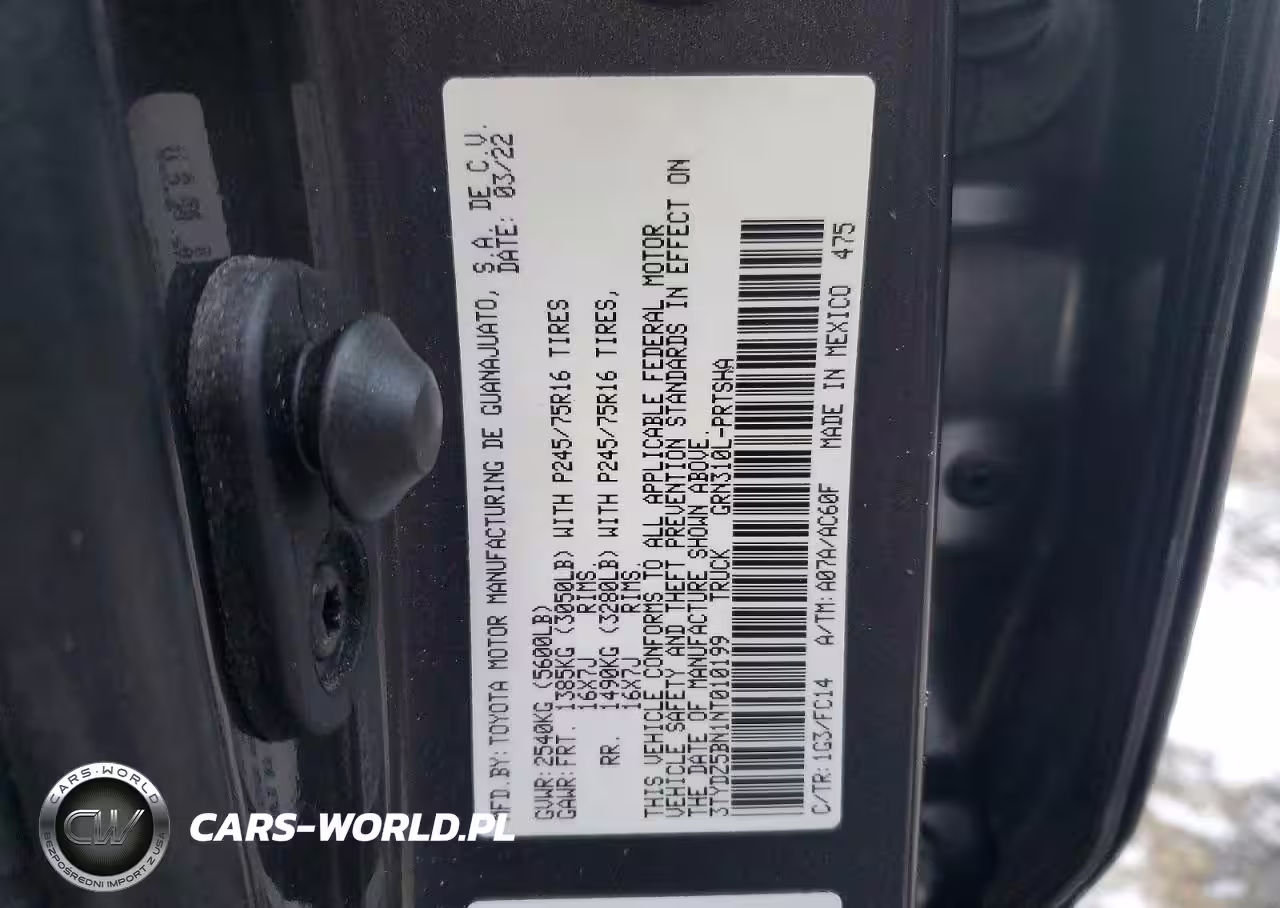 MFD.BY:TOYOTA MOTOR MANUFACTURING DE GUANAJUATO, S.A. DE C.V.
DATE: 03/22
GVWR:2540KG (5600LB)
GAWR:FRT. 1385KG (3050LB) WITH P245/75R16 TIRES
16X7J RIMS.
RR. 1490KG (3280LB) WITH P245/75R16 TIRES,
16X7J RIMS.
THIS VEHICLE CONFORMS TO ALL APPLICABLE FEDERAL MOTOR
VEHICLE SAFETY AND THEFT PREVENTION STANDARDS IN EFFECT ON
THE DATE OF MANUFACTURE SHOWN ABOVE.
3TYDZ5BN1NT010199 TRUCK GRN310L-PRTSHA
C/TR: 1G3/FC14 A/TM: A07A/AC60F MADE IN MEXICO 475
CARS-WORLD
CW
BEZPOŚREDNI IMPORT Z USA
CARS-WORLD.PL